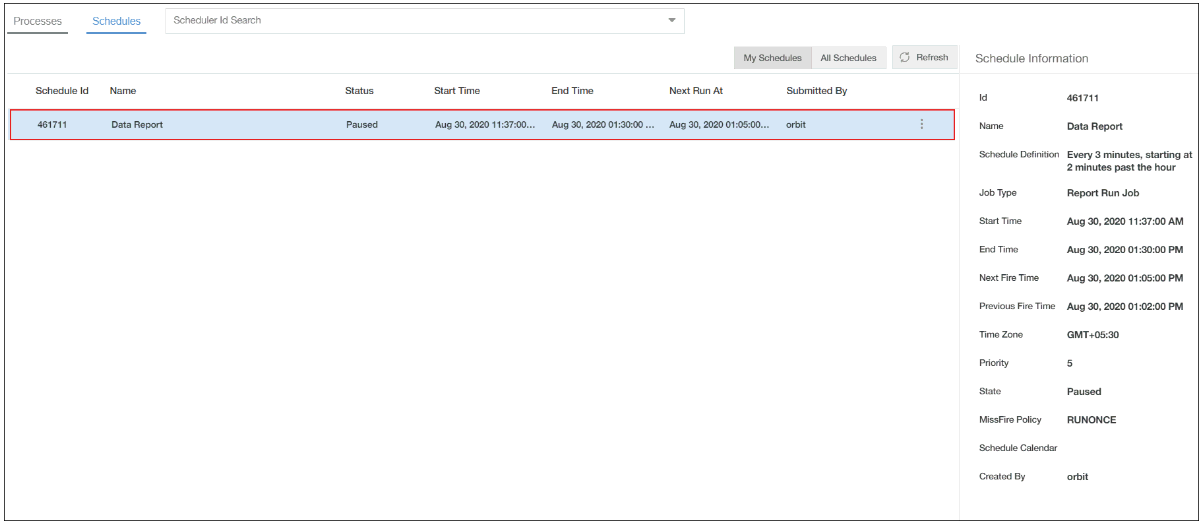 Processes Schedules Scheduler Id Search
My Schedules All Schedules Refresh Schedule Information
Schedule Id Name Status Start Time End Time Next Run At Submitted By
461711 Data Report Paused Aug 30, 2020 11:37:00... Aug 30, 2020 01:30:00 ... Aug 30, 2020 01:05:00... orbit
Id 461711
Name Data Report
Schedule Definition Every 3 minutes, starting at
2 minutes past the hour
Job Type Report Run Job
Start Time Aug 30, 2020 11:37:00 AM
End Time Aug 30, 2020 01:30:00 PM
Next Fire Time Aug 30, 2020 01:05:00 PM
Previous Fire Time Aug 30, 2020 01:02:00 PM
Time Zone GMT+05:30
Priority 5
State Paused
MissFire Policy RUNONCE
Schedule Calendar
Created By orbit